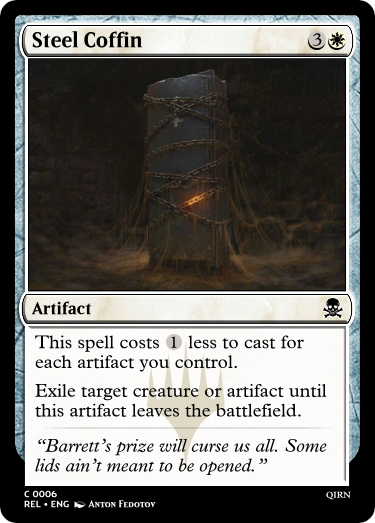 Steel Coffin 3
Artifact
This spell costs 1 less to cast for
each artifact you control.
Exile target creature or artifact until
this artifact leaves the battlefield.
“Barrett’s prize will curse us all. Some
lids ain’t meant to be opened.”
C 0006
REL • ENG Anton Fedotov
QIRN